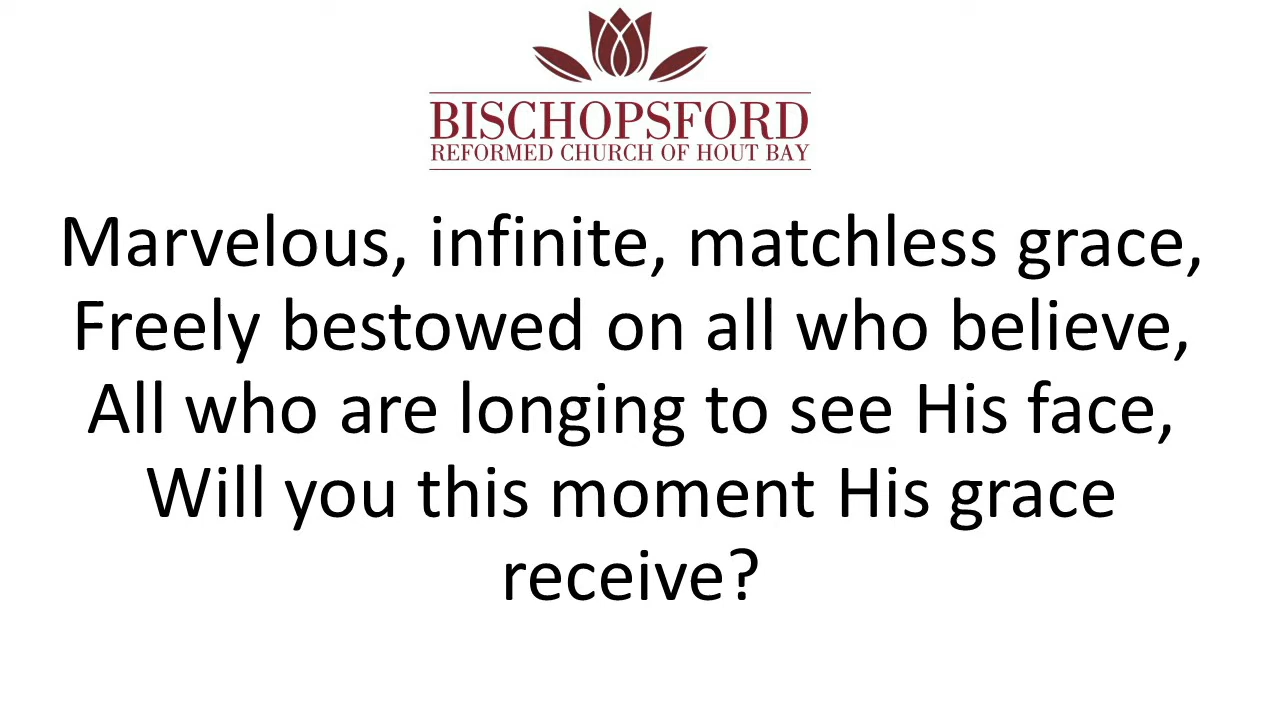 BISCHOPSFORD
REFORMED CHURCH OF HOUT BAY
Marvelous, infinite, matchless grace,
Freely bestowed on all who believe,
All who are longing to see His face,
Will you this moment His grace
receive?